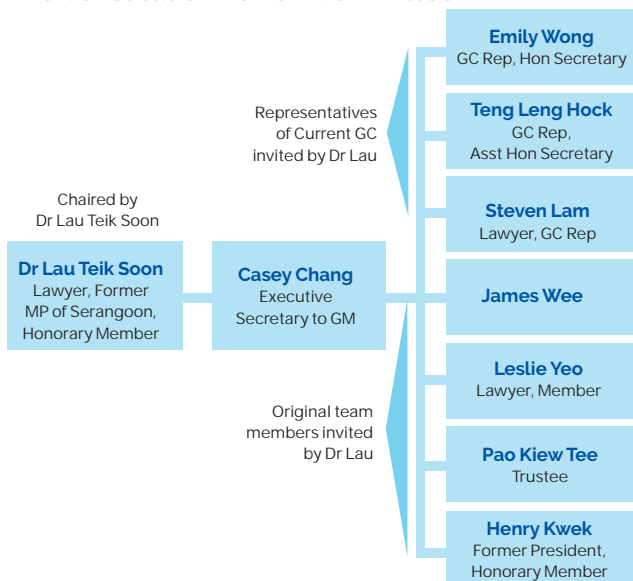 Emily Wong
GC Rep, Hon Secretary
Representatives
of Current GC
invited by Dr Lau
Teng Leng Hock
GC Rep,
Asst Hon Secretary
Chaired by
Dr Lau Teik Soon
Steven Lam
Lawyer, GC Rep
Dr Lau Teik Soon
Lawyer, Former
MP of Serangoon,
Honorary Member
Casey Chang
Executive
Secretary to GM
James Wee
Leslie Yeo
Lawyer, Member
Original team
members invited
by Dr Lau
Pao Kiew Tee
Trustee
Henry Kwek
Former President,
Honorary Member